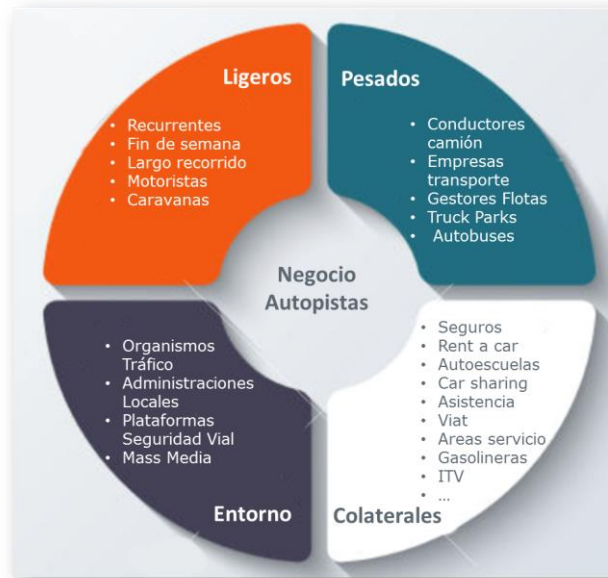 Ligeros
• Recurrentes
• Fin de semana
• Largo recorrido
• Motoristas
• Caravanas
Pesados
• Conductores
camión
• Empresas
transporte
• Gestores Flotas
• Truck Parks
• Autobuses
Negocio
Autopistas
• Organismos
Tráfico
• Administraciones
Locales
• Plataformas
Seguridad Vial
• Mass Media
Entorno
• Seguros
• Rent a car
• Autoescuelas
• Car sharing
• Asistencia
• Viat
• Areas servicio
• Gasolineras
• ITV
• ...
Colaterales